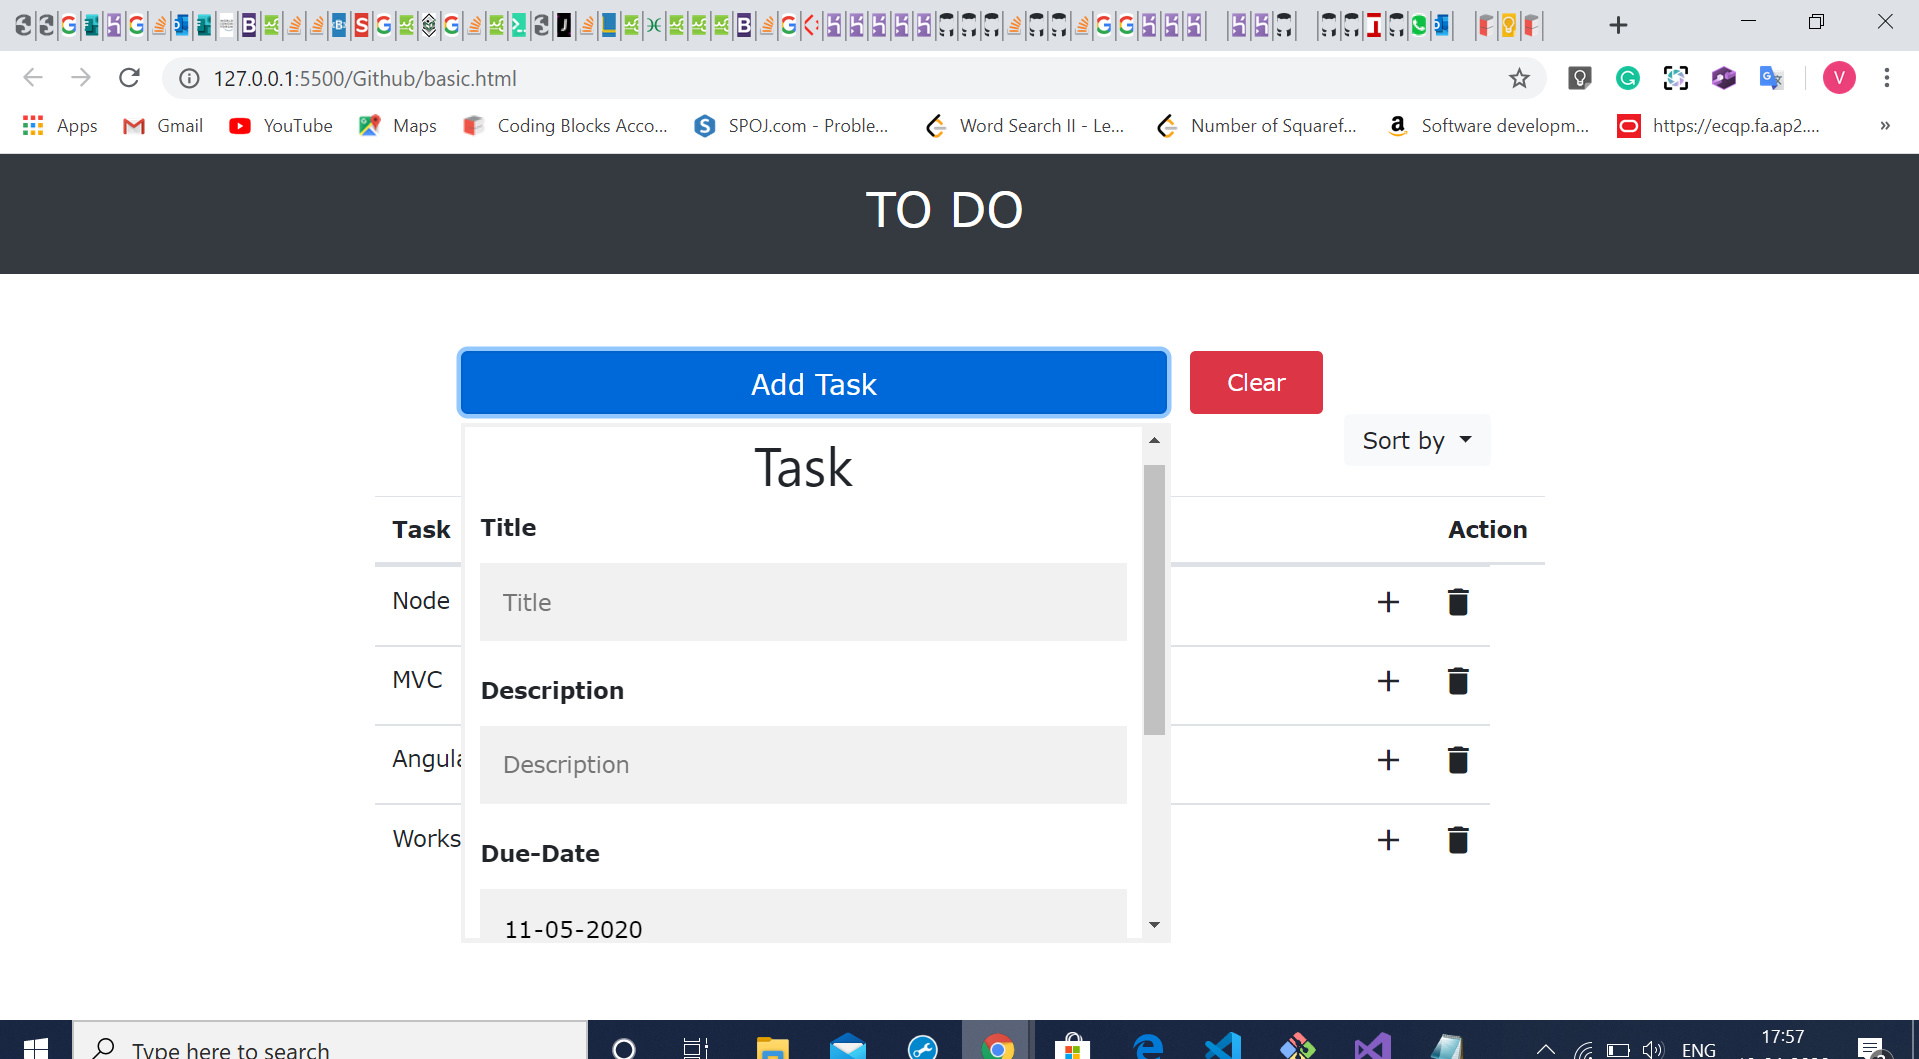 127.0.0.1:5500/Github/basic.html
V
Apps Gmail YouTube Maps Coding Blocks Acco... SPOJ.com - Proble... Word Search II - Le... Number of Squaref... Software developm... https://ecqp.fa.ap2.... »
TO DO
Add Task
Clear
Sort by
Task
Title
Title
Description
Description
Due-Date
11-05-2020
Task Action
Node
MVC
Angula
Works
Type here to search
ENG
17:57